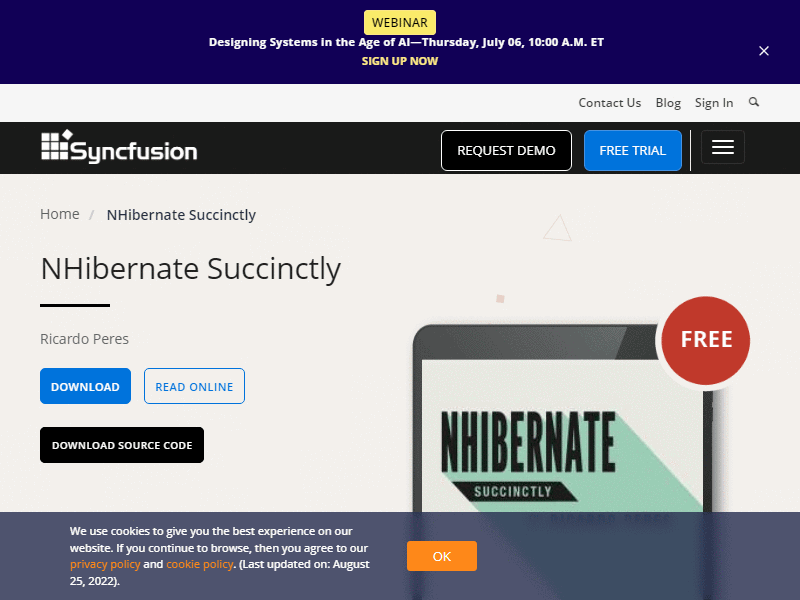 WEBINAR
Designing Systems in the Age of AI—Thursday, July 06, 10:00 A.M. ET
SIGN UP NOW
Contact Us Blog Sign In
Syncfusion
REQUEST DEMO FREE TRIAL
Home / NHibernate Succinctly
NHibernate Succinctly
Ricardo Peres
DOWNLOAD READ ONLINE
DOWNLOAD SOURCE CODE
FREE
NHIBERNATE
SUCCINCTLY
BY RICARDO PERES
We use cookies to give you the best experience on our
website. If you continue to browse, then you agree to our
privacy policy and cookie policy. (Last updated on: August
25, 2022).
OK